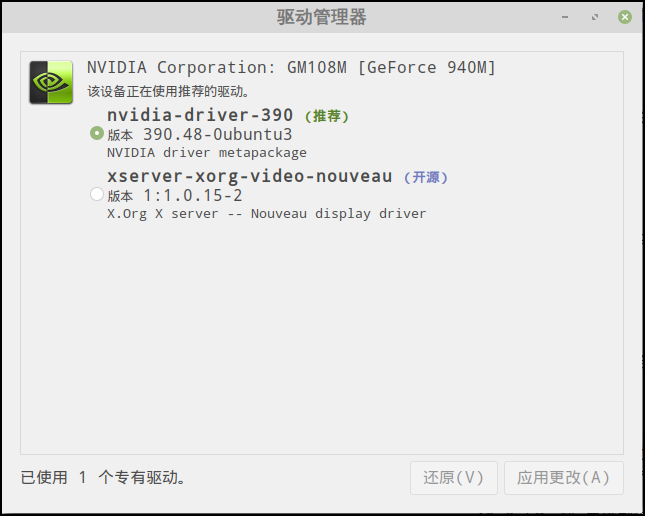 驱动管理器
NVIDIA Corporation: GM108M [GeForce 940M]
该设备正在使用推荐的驱动。
nvidia-driver-390 (推荐)
版本 390.48-0ubuntu3
NVIDIA driver metapackage
xserver-xorg-video-nouveau (开源)
版本 1:1.0.15-2
X.Org X server -- Nouveau display driver
已使用 1 个专有驱动。
还原(V)
应用更改(A)